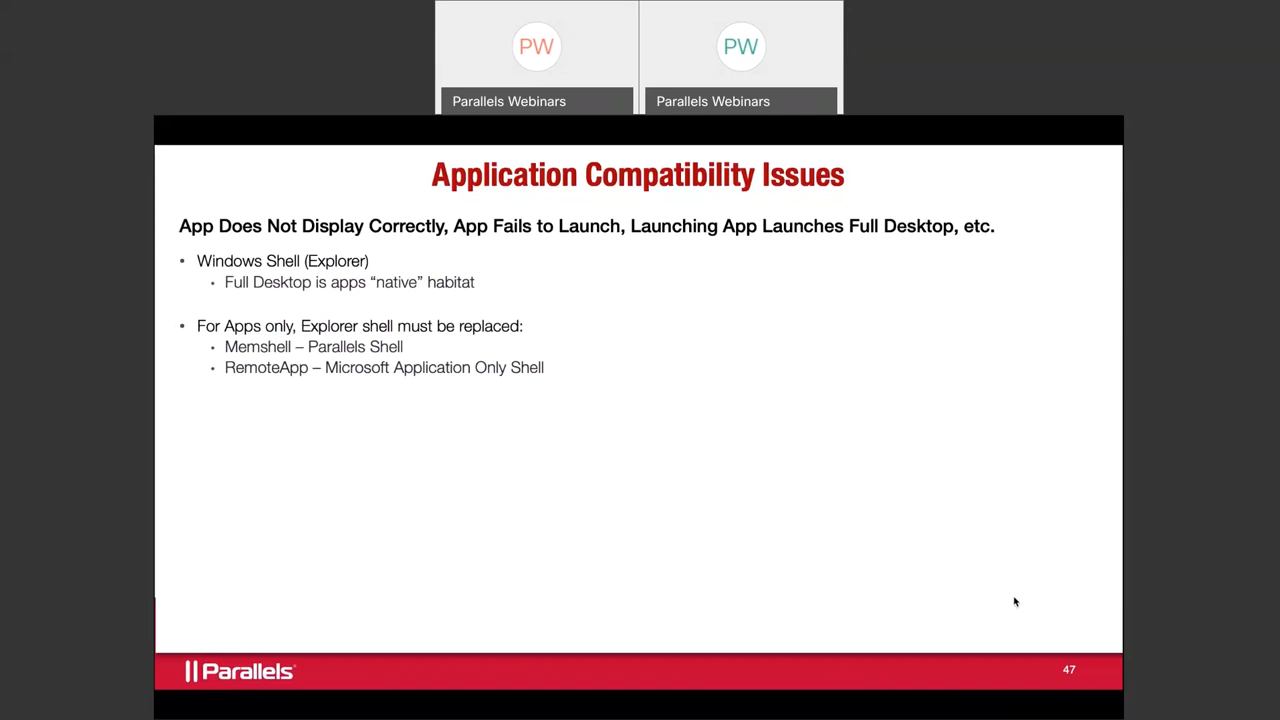 PW
PW
Parallels Webinars
Parallels Webinars
Application Compatibility Issues
App Does Not Display Correctly, App Fails to Launch, Launching App Launches Full Desktop, etc.
• Windows Shell (Explorer)
• Full Desktop is apps “native” habitat
• For Apps only, Explorer shell must be replaced:
• Memshell – Parallels Shell
• RemoteApp – Microsoft Application Only Shell
Parallels®
47